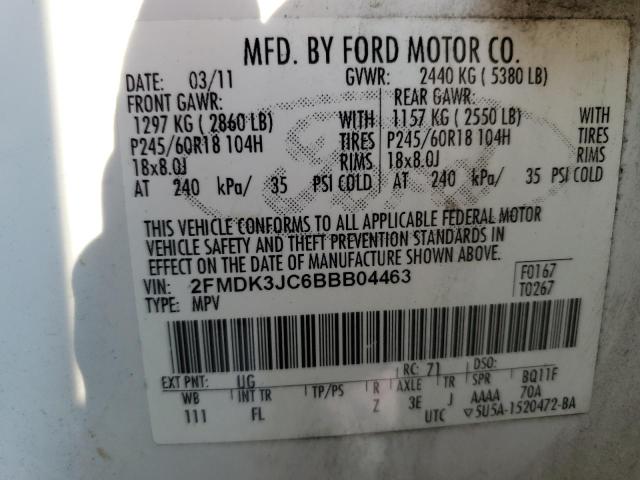 MFD. BY FORD MOTOR CO.
DATE: 03/11 GVWR: 2440 KG ( 5380 LB)
FRONT GAWR: REAR GAWR:
1297 KG ( 2860 LB) WITH 1157 KG ( 2550 LB) WITH
P245/60R18 104H TIRES P245/60R18 104H TIRES
18x8.0J RIMS 18x8.0J RIMS
AT 240 kPa/ 35 PSI COLD AT 240 kPa/ 35 PSI COLD
THIS VEHICLE CONFORMS TO ALL APPLICABLE FEDERAL MOTOR
VEHICLE SAFETY AND THEFT PREVENTION STANDARDS IN
EFFECT ON THE DATE OF MANUFACTURE SHOWN ABOVE.
VIN: 2FMDK3JC6BBB04463 F0167
TYPE: MPV T0267
RC: 71 DSO:
EXT PNT: UG BQ11F
WB INT TR TP/PS R AXLE TR SPR 70A
111 FL Z 3E J AAAA
UTC ▽5U5A-1520472-BA